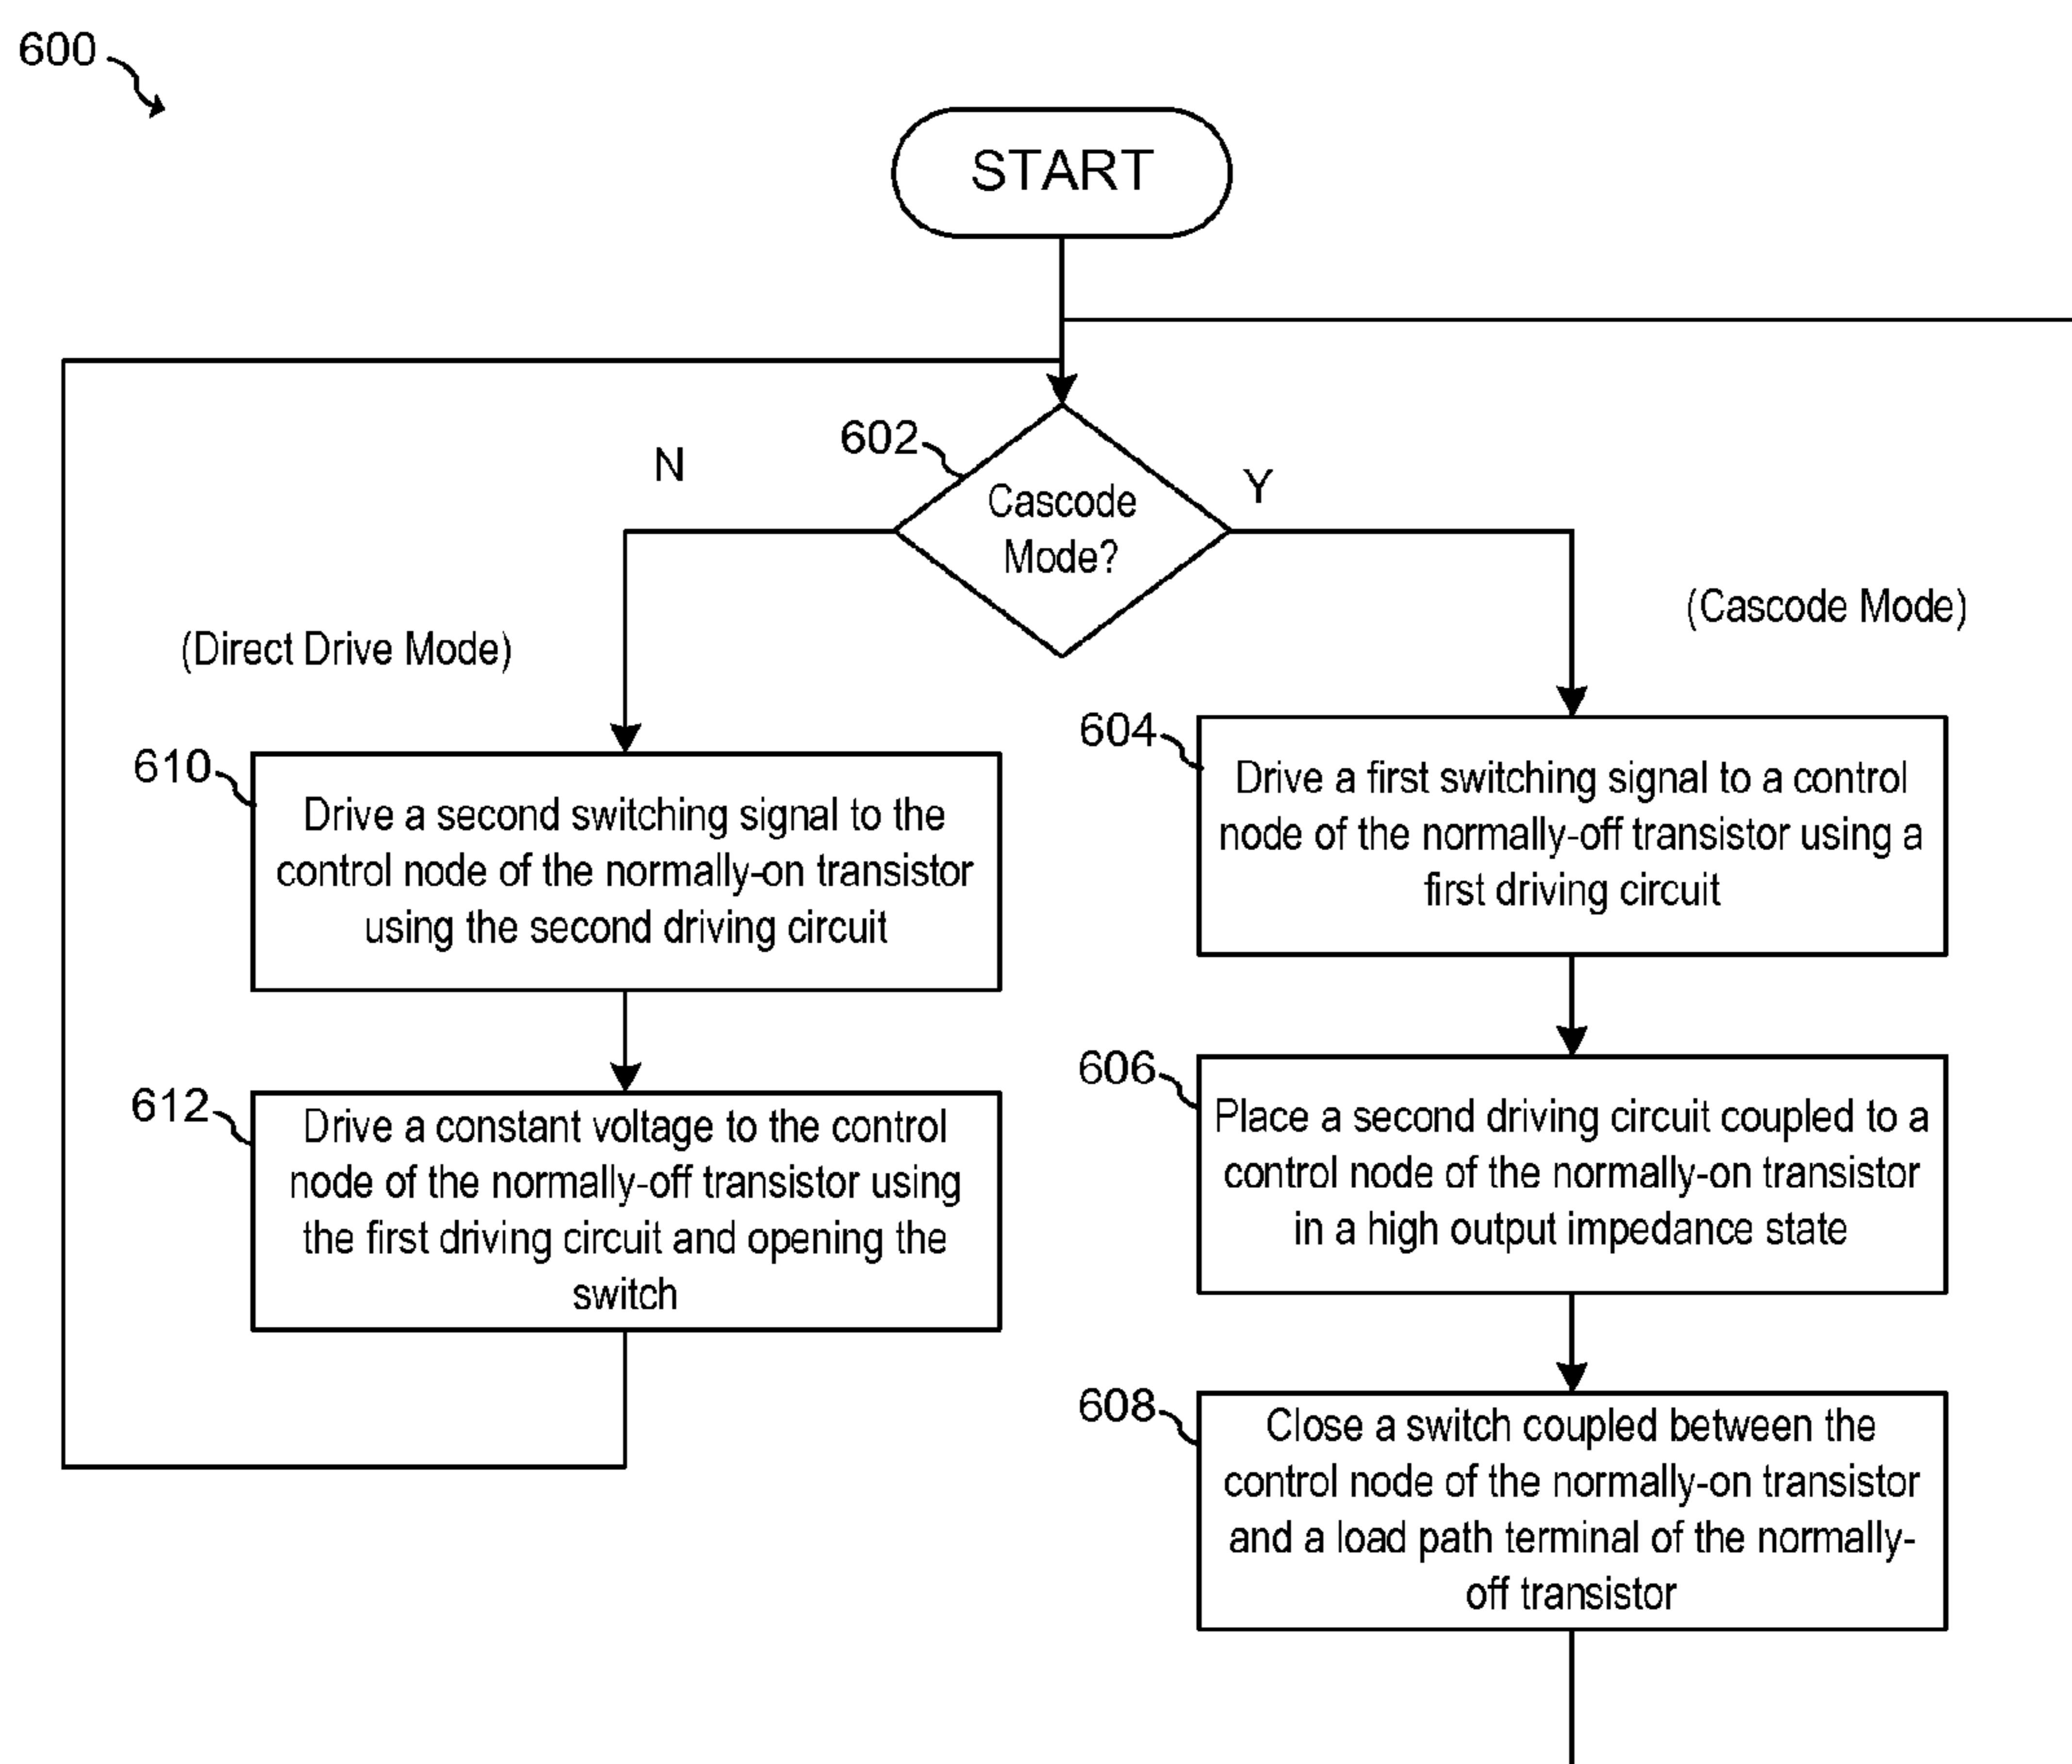 600
START
602
N
Y
Cascode
Mode?
(Direct Drive Mode)
(Cascode Mode)
610
Drive a second switching signal to the
control node of the normally-on transistor
using the second driving circuit
612
Drive a constant voltage to the control
node of the normally-off transistor using
the first driving circuit and opening the
switch
604
Drive a first switching signal to a control
node of the normally-off transistor using a
first driving circuit
606
Place a second driving circuit coupled to a
control node of the normally-on transistor
in a high output impedance state
608
Close a switch coupled between the
control node of the normally-on transistor
and a load path terminal of the normally-
off transistor